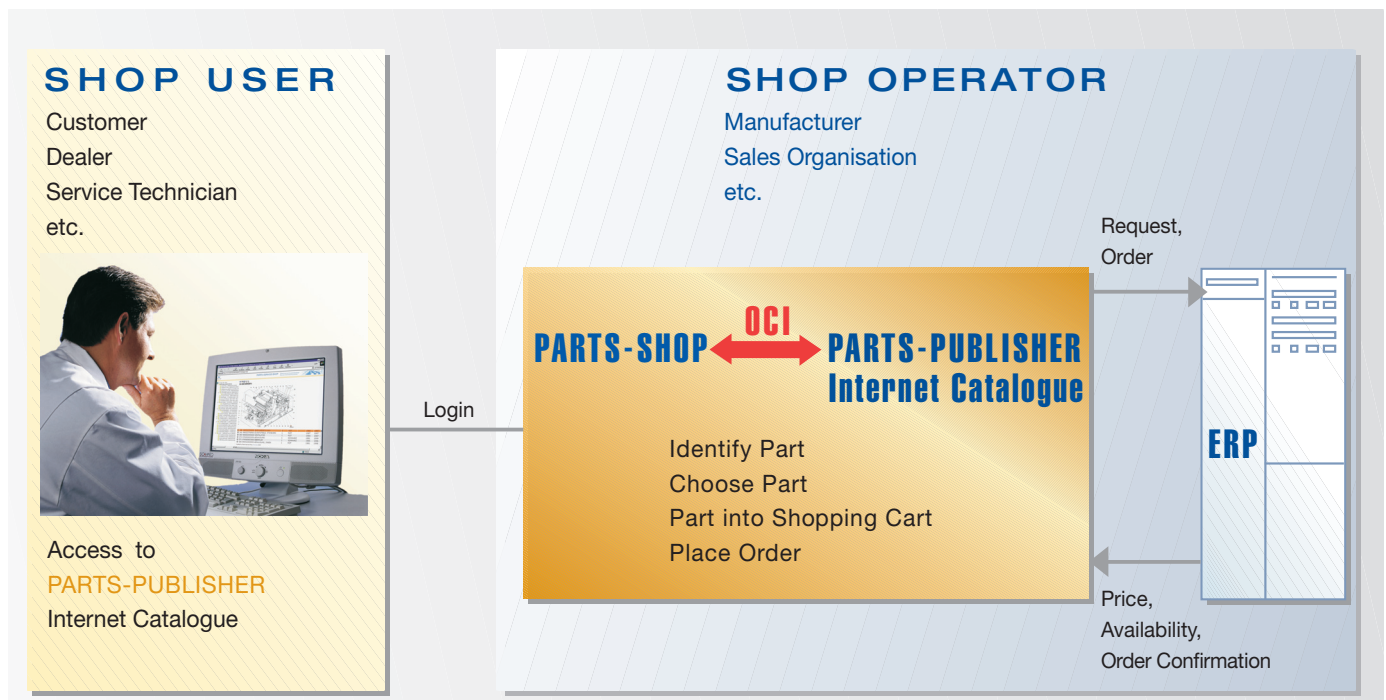 SHOP USER
Customer
Dealer
Service Technician
etc.
Access to
PARTS-PUBLISHER
Internet Catalogue
Login
SHOP OPERATOR
Manufacturer
Sales Organisation
etc.
PARTS-SHOP
OCI
PARTS-PUBLISHER
Internet Catalogue
Identify Part
Choose Part
Part into Shopping Cart
Place Order
Request,
Order
ERP
Price,
Availability,
Order Confirmation